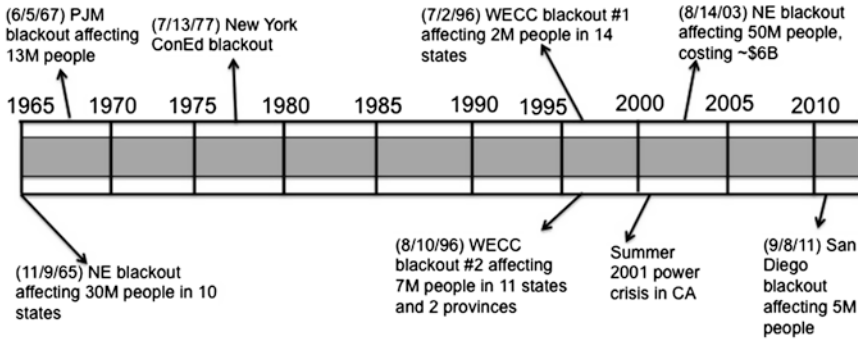 (6/5/67) PJM
blackout affecting
13M people
(7/13/77) New York
ConEd blackout
(7/2/96) WECC blackout #1
affecting 2M people in 14
states
(8/14/03) NE blackout
affecting 50M people,
costing ~$6B
1965 1970 1975 1980 1985 1990 1995 2000 2005 2010
(11/9/65) NE blackout
affecting 30M people in 10
states
(8/10/96) WECC
blackout #2 affecting
7M people in 11 states
and 2 provinces
Summer
2001 power
crisis in CA
(9/8/11) San
Diego
blackout
affecting 5M
people